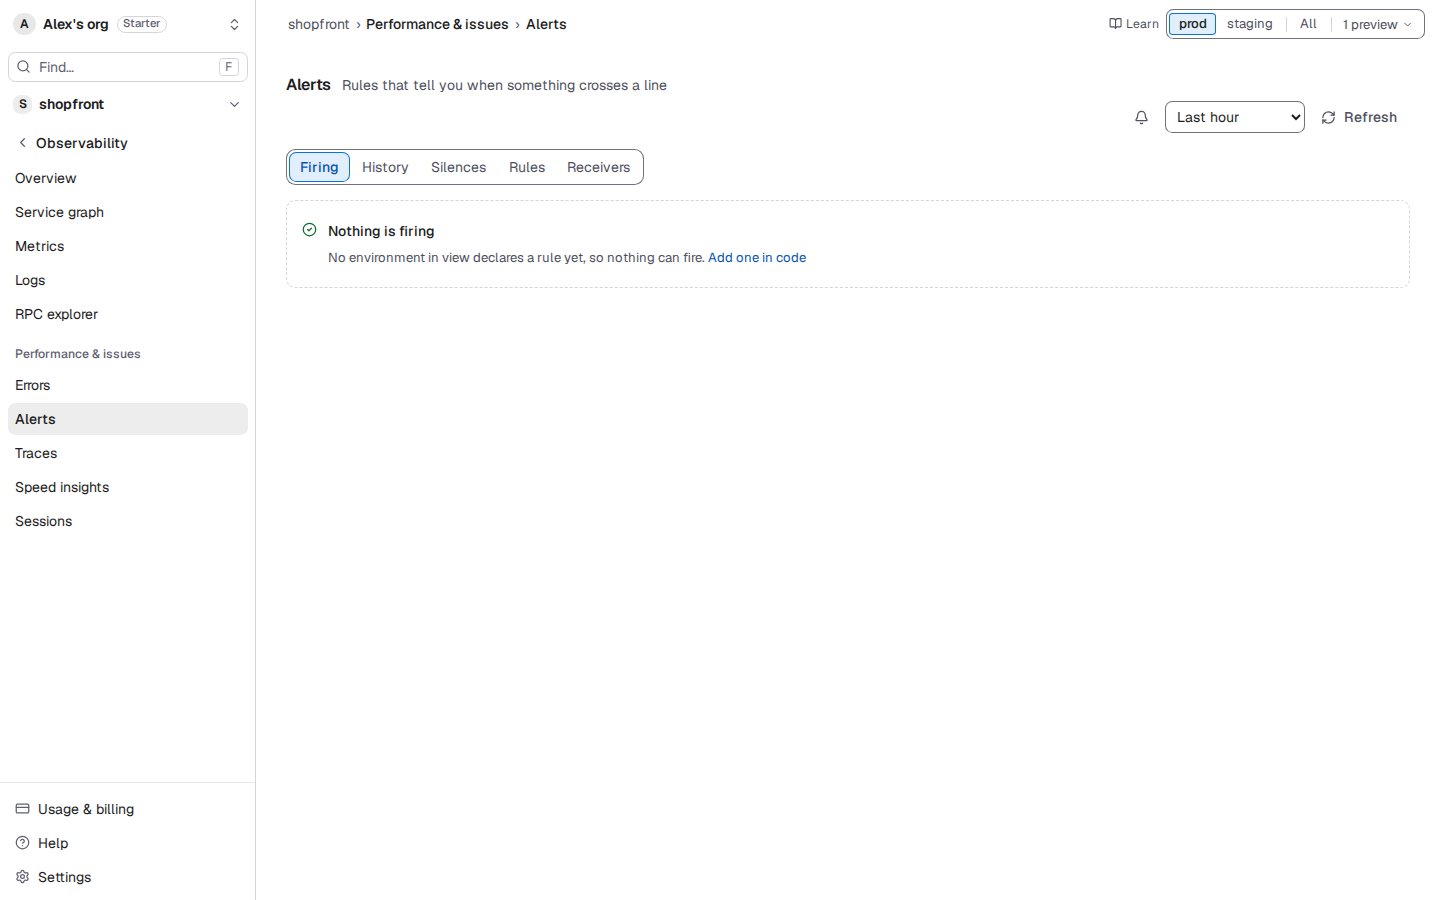 A Alex's org Starter
Find... F
S shopfront
Observability
Overview
Service graph
Metrics
Logs
RPC explorer
Performance & issues
Errors
Alerts
Traces
Speed insights
Sessions
Usage & billing
Help
Settings
shopfront › Performance & issues › Alerts
Learn prod staging All 1 preview
Alerts Rules that tell you when something crosses a line
Last hour Refresh
Firing History Silences Rules Receivers
Nothing is firing
No environment in view declares a rule yet, so nothing can fire. Add one in code